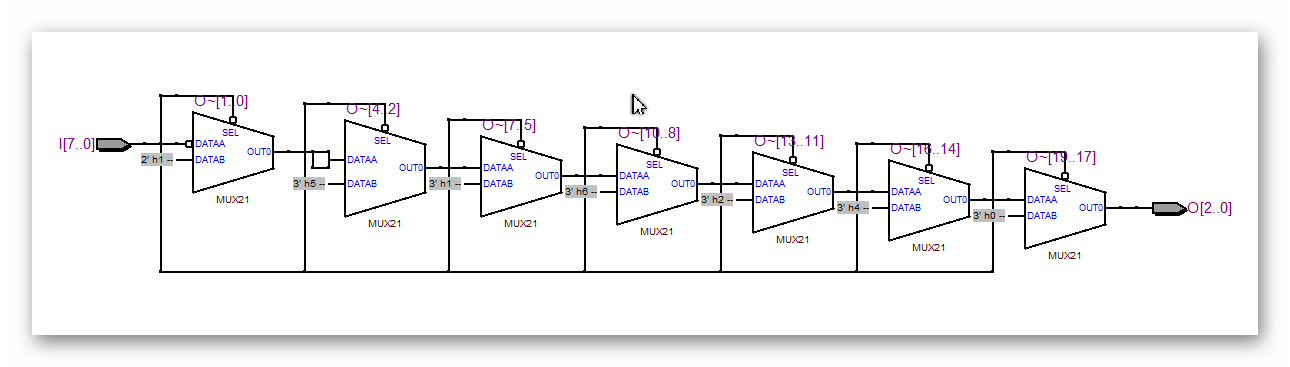 O~[1..0]
SEL
I[7..0]
DATAA
2' h1 --
DATAB
OUT0
MUX21
O~[4..2]
SEL
DATAA
3' h5 --
DATAB
OUT0
MUX21
O~[7..5]
SEL
DATAA
3' h1 --
DATAB
OUT0
MUX21
O~[10..8]
SEL
DATAA
3' h6 --
DATAB
OUT0
MUX21
O~[13..11]
SEL
DATAA
3' h2 --
DATAB
OUT0
MUX21
O~[16..14]
SEL
DATAA
3' h4 --
DATAB
OUT0
MUX21
O~[19..17]
SEL
DATAA
3' h0 --
DATAB
OUT0
MUX21
O[2..0]